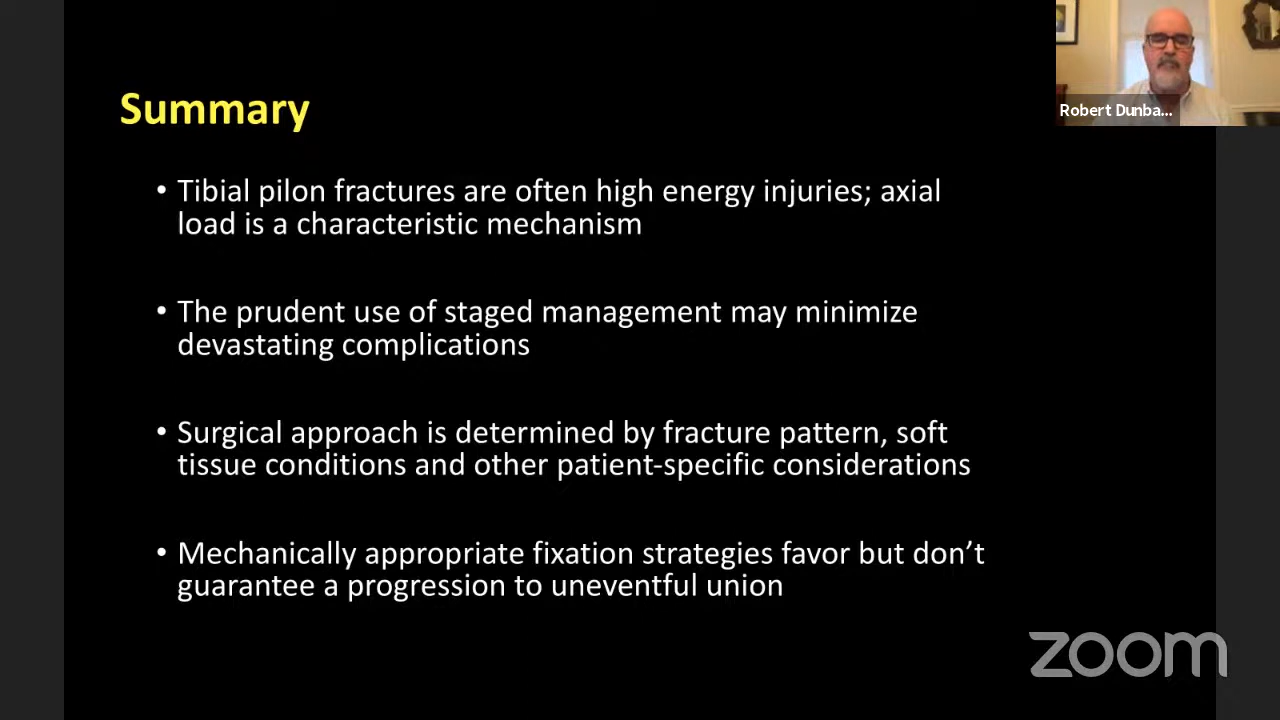 Summary
• Tibial pilon fractures are often high energy injuries; axial
load is a characteristic mechanism
• The prudent use of staged management may minimize
devastating complications
• Surgical approach is determined by fracture pattern, soft
tissue conditions and other patient-specific considerations
• Mechanically appropriate fixation strategies favor but don’t
guarantee a progression to uneventful union
Robert Dunba...
zoom